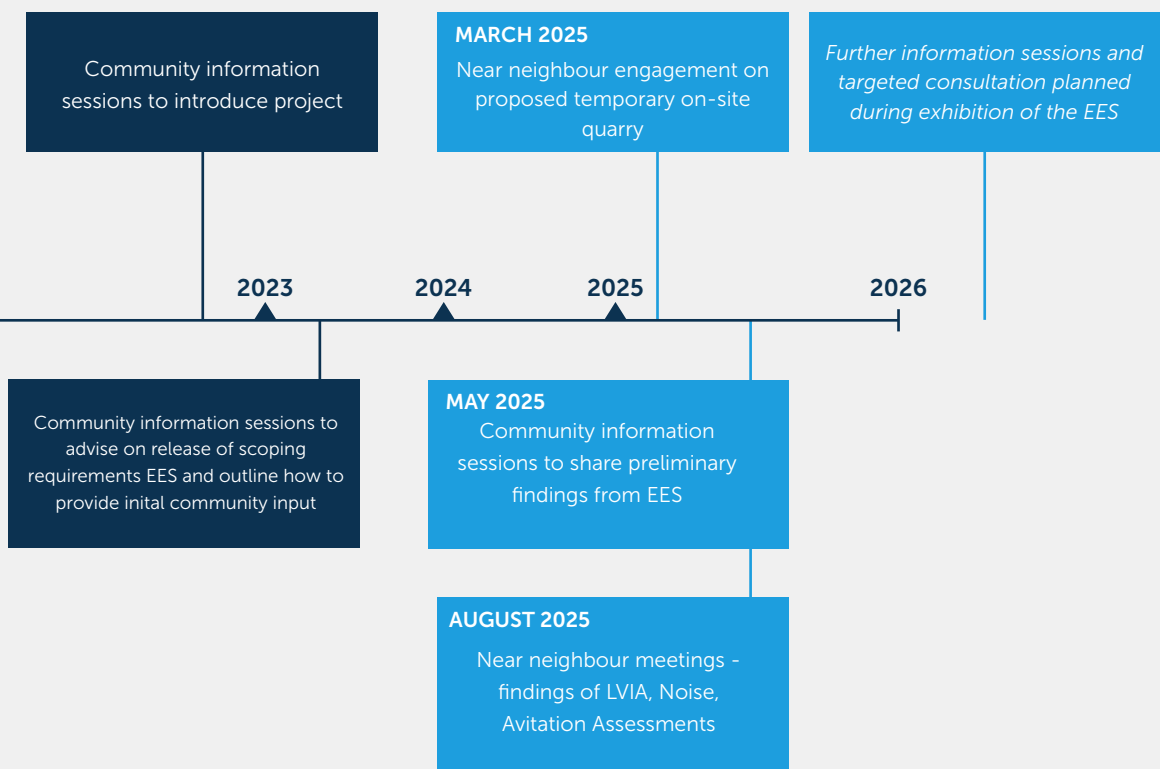 Community information
sessions to introduce project
MARCH 2025
Near neighbour engagement on
proposed temporary on-site
quarry
Further information sessions and
targeted consultation planned
during exhibition of the EES
2023
2024
2025
2026
Community information sessions to
advise on release of scoping
requirements EES and outline how to
provide inital community input
MAY 2025
Community information
sessions to share preliminary
findings from EES
AUGUST 2025
Near neighbour meetings -
findings of LVIA, Noise,
Avitation Assessments